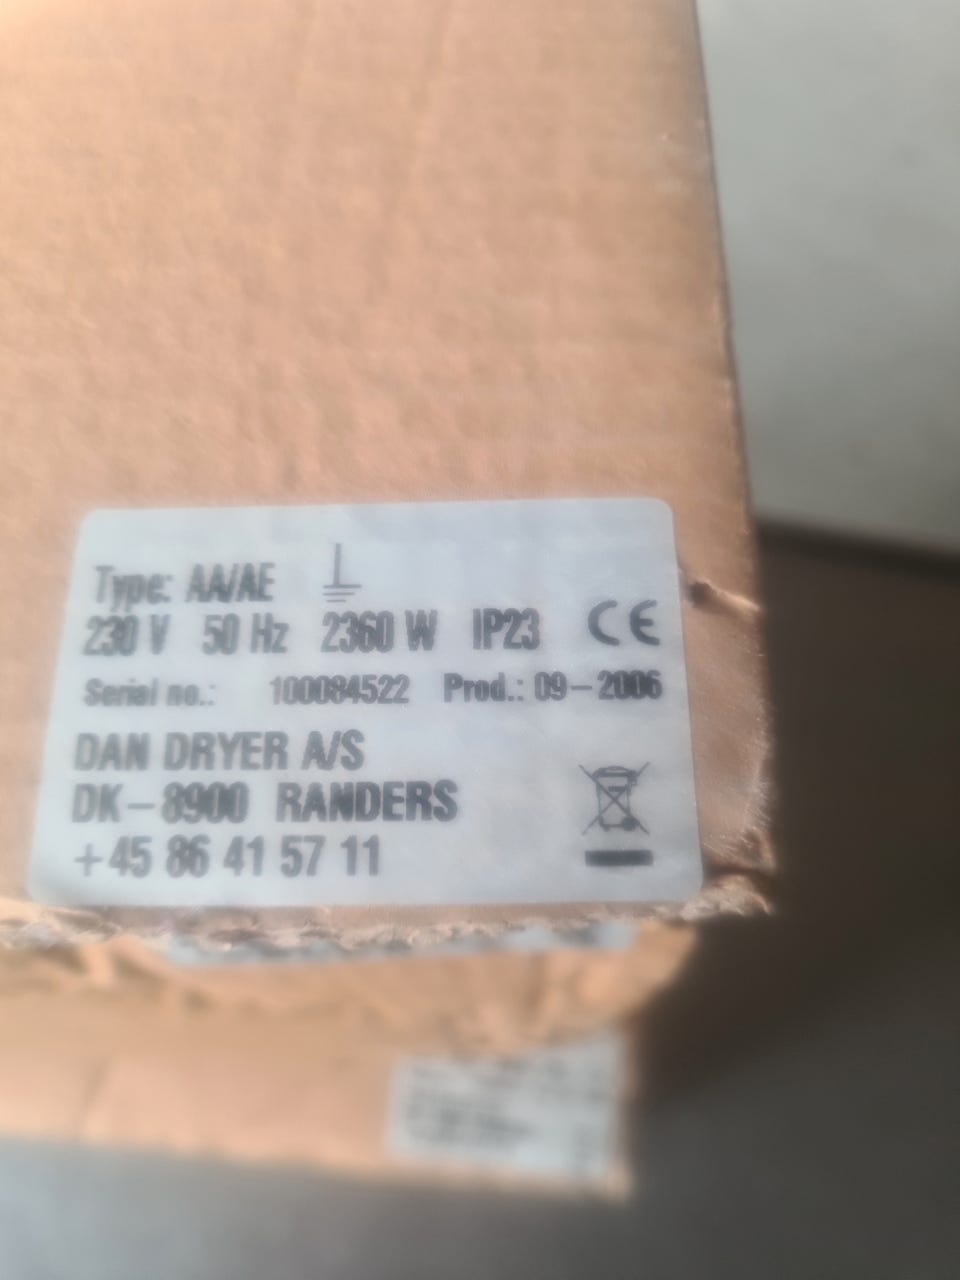 Type: AA/AE
230 V 50 Hz 2360 W IP23 CE
Serial no.: 100084522 Prod.: 09-2006
DAN DRYER A/S
DK-8900 RANDERS
+45 86 41 57 11